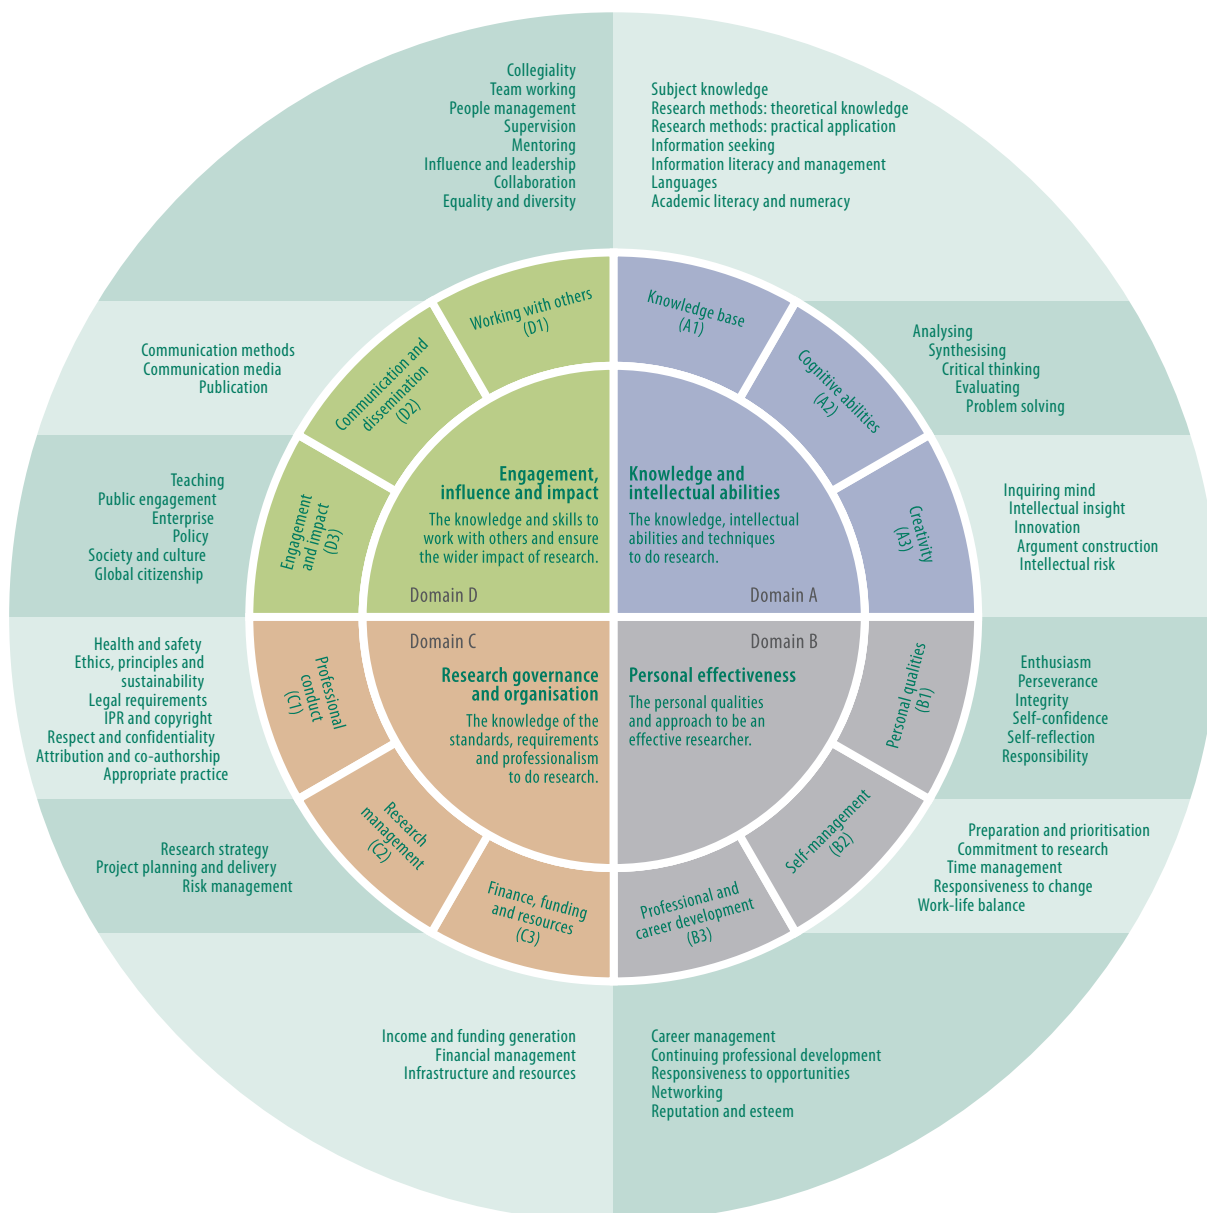 Collegiality
Team working
People management
Supervision
Mentoring
Influence and leadership
Collaboration
Equality and diversity
Subject knowledge
Research methods: theoretical knowledge
Research methods: practical application
Information seeking
Information literacy and management
Languages
Academic literacy and numeracy
Working with others
(D1)
Knowledge base
(A1)
Communication methods
Communication media
Publication
Communication and
dissemination
(D2)
Cognitive abilities
(A2)
Analysing
Synthesising
Critical thinking
Evaluating
Problem solving
Teaching
Public engagement
Enterprise
Policy
Society and culture
Global citizenship
Engagement
and impact
(D3)
Engagement,
influence and impact
The knowledge and skills to
work with others and ensure
the wider impact of research.
Domain D
Knowledge and
intellectual abilities
The knowledge, intellectual
abilities and techniques
to do research.
Domain A
Creativity
(A3)
Inquiring mind
Intellectual insight
Innovation
Argument construction
Intellectual risk
Health and safety
Ethics, principles and
sustainability
Legal requirements
IPR and copyright
Respect and confidentiality
Attribution and co-authorship
Appropriate practice
Professional
conduct
(C1)
Domain C
Research governance
and organisation
The knowledge of the
standards, requirements
and professionalism
to do research.
Domain B
Personal effectiveness
The personal qualities
and approach to be an
effective researcher.
Personal qualities
(B1)
Enthusiasm
Perseverance
Integrity
Self-confidence
Self-reflection
Responsibility
Research strategy
Project planning and delivery
Risk management
Research
management
(C2)
Self-management
(B2)
Preparation and prioritisation
Commitment to research
Time management
Responsiveness to change
Work-life balance
Finance, funding
and resources
(C3)
Professional and
career development
(B3)
Income and funding generation
Financial management
Infrastructure and resources
Career management
Continuing professional development
Responsiveness to opportunities
Networking
Reputation and esteem